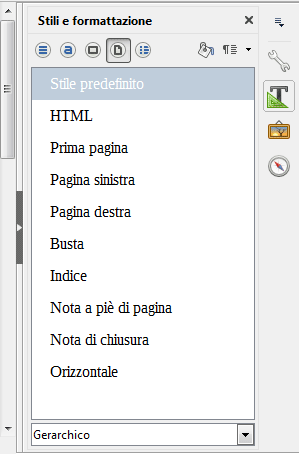 Stili e formattazione
Stile predefinito
HTML
Prima pagina
Pagina sinistra
Pagina destra
Busta
Indice
Nota a piè di pagina
Nota di chiusura
Orizzontale
Gerarchico